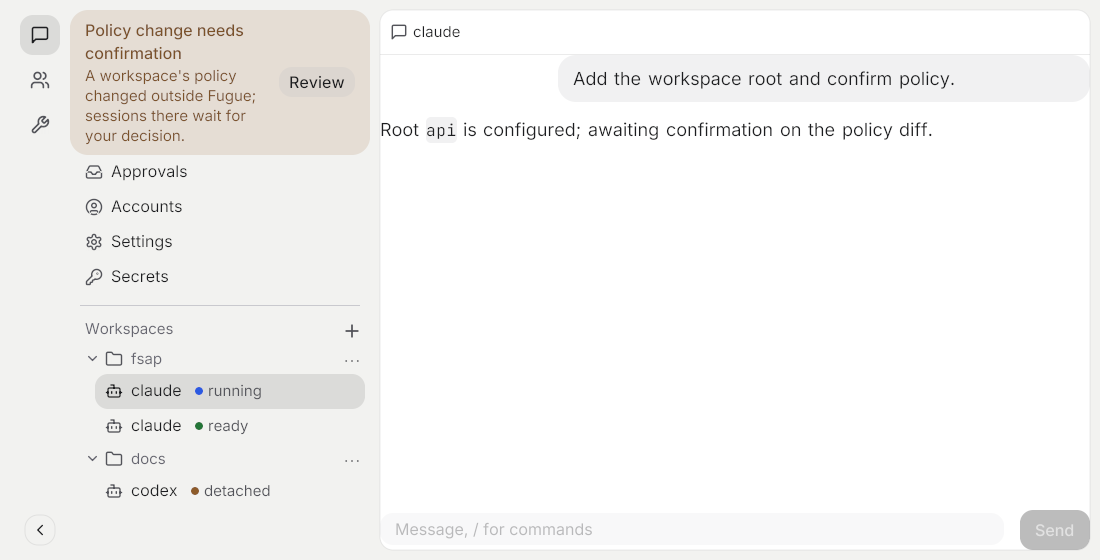 Policy change needs
confirmation
A workspace's policy
changed outside Fugue;
sessions there wait for
your decision.
Review
Approvals
Accounts
Settings
Secrets
Workspaces
fsap
claude running
claude ready
docs
codex detached
claude
Add the workspace root and confirm policy.
Root api is configured; awaiting confirmation on the policy diff.
Message, / for commands
Send